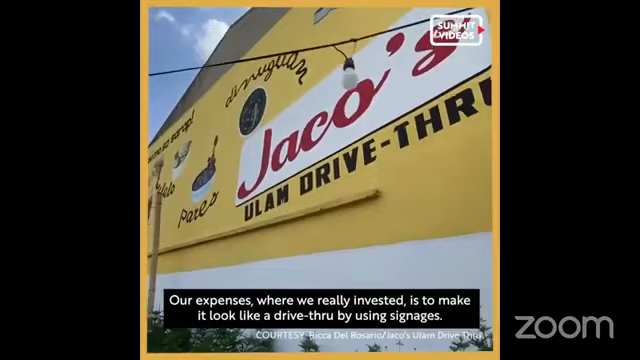 SUMMIT
VIDEOS
dinuguan
Jaco's
ULAM DRIVE-THRU
Pares
Our expenses, where we really invested, is to make
it look like a drive-thru by using signages.
COURTESY: Ricca Del Rosario/Jaco's Ulam Drive Thru
zoom